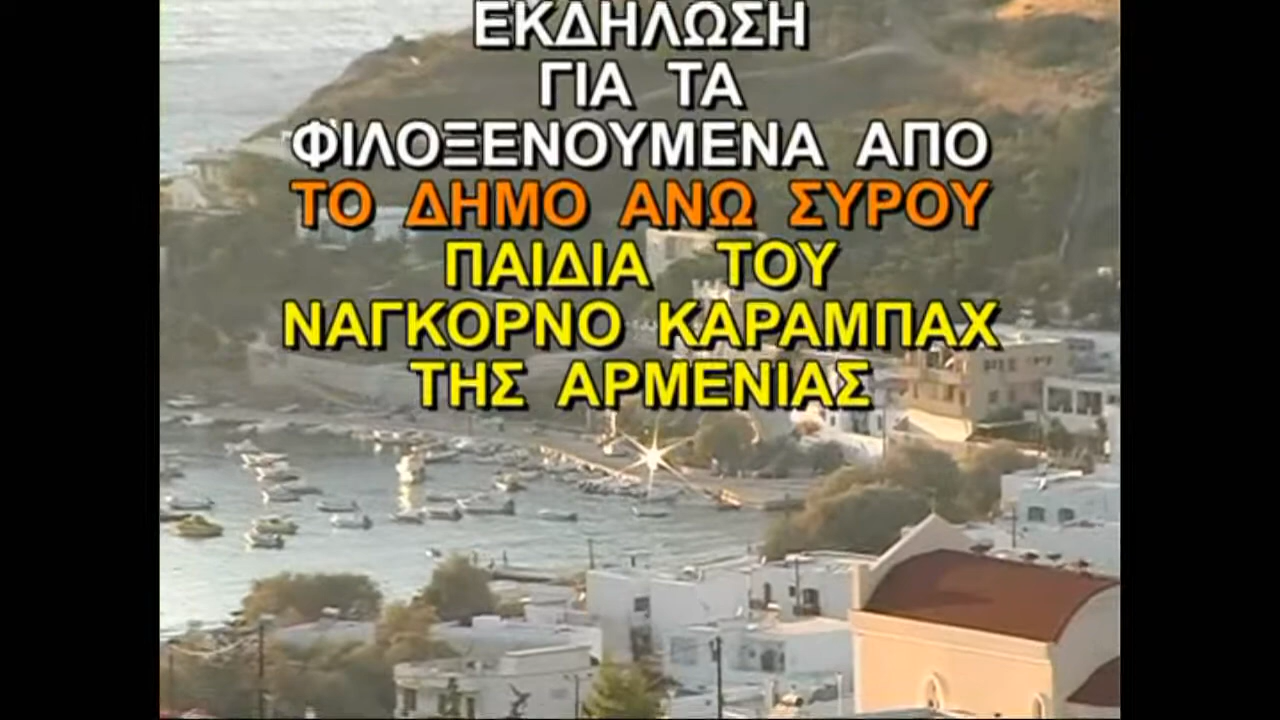 ΕΚΔΗΛΩΣΗ
ΓΙΑ ΤΑ
ΦΙΛΟΞΕΝΟΥΜΕΝΑ ΑΠΟ
ΤΟ ΔΗΜΟ ΑΝΩ ΣΥΡΟΥ
ΠΑΙΔΙΑ ΤΟΥ
ΝΑΓΚΟΡΝΟ ΚΑΡΑΜΠΑΧ
ΤΗΣ ΑΡΜΕΝΙΑΣ